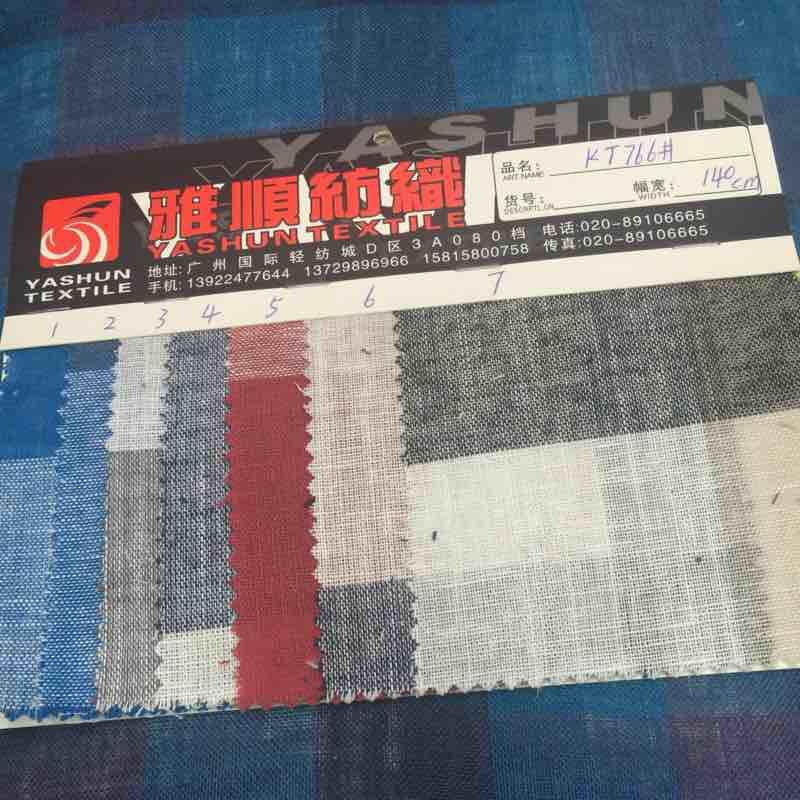 YASHUN
雅順紡織
YASHUN TEXTILE
YASHUN
TEXTILE
品名: KT766#
ART.NAME
货号: 幅宽: 140cm
WIDTH
地址:广州国际轻纺城D区3A080档 电话:020-89106665
手机:13922477644 13729896966 15815800758 传真:020-89106665
1 2 3 4 5 6 7